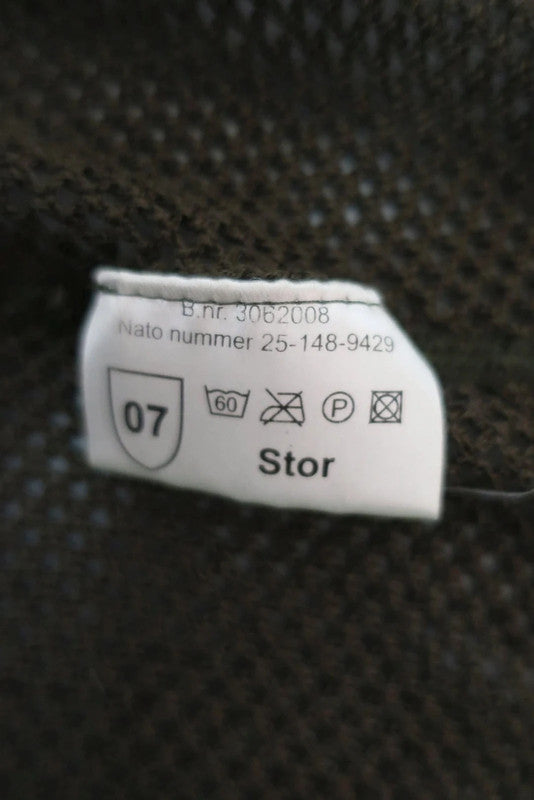 B.nr. 3062008
Nato nummer 25-148-9429
07
60
P
Stor